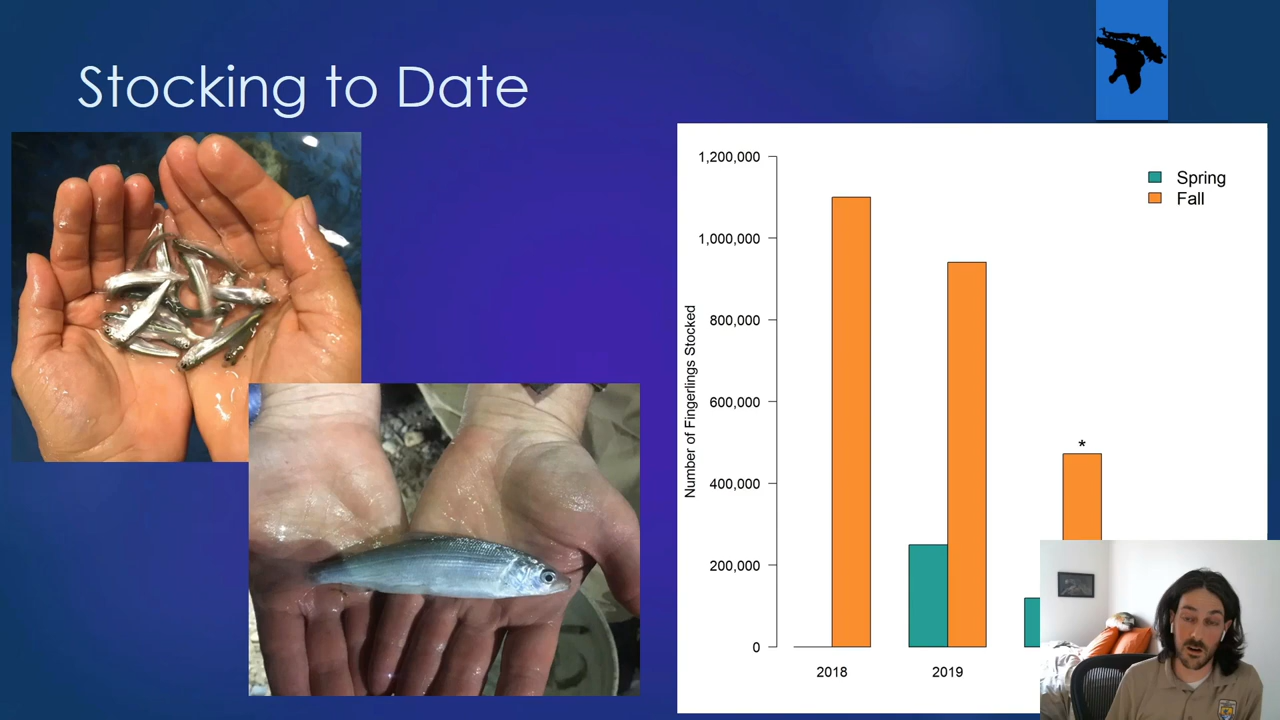 Stocking to Date
1,200,000
1,000,000
800,000
600,000
400,000
200,000
0
Number of Fingerlings Stocked
Spring
Fall
*
2018
2019